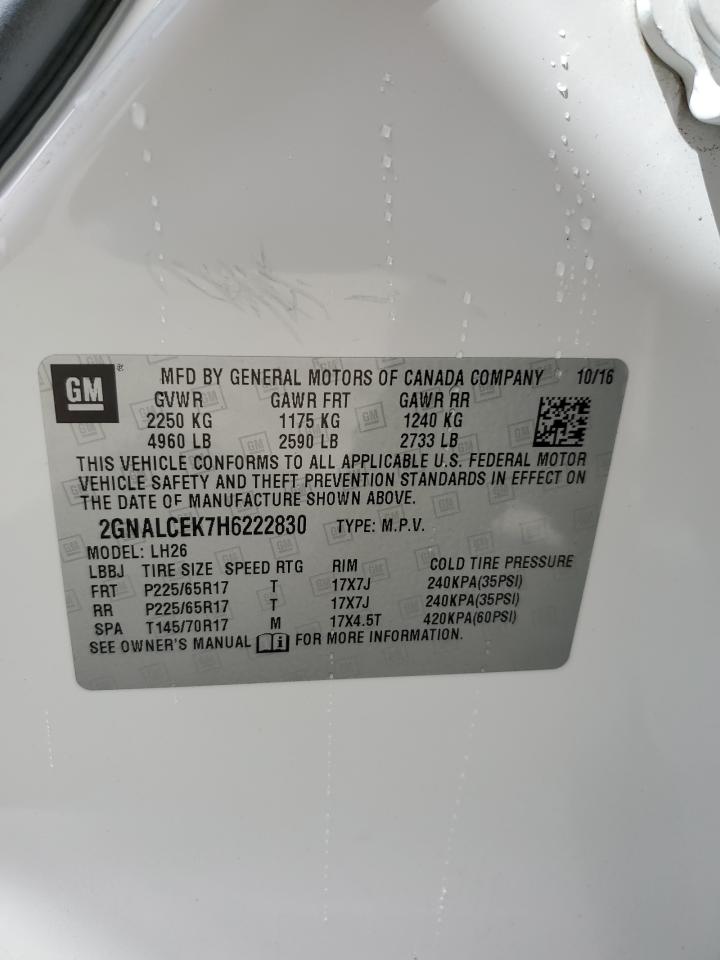 GM ® MFD BY GENERAL MOTORS OF CANADA COMPANY 10/16
GVWR GAWR FRT GAWR RR
2250 KG 1175 KG 1240 KG
4960 LB 2590 LB 2733 LB
THIS VEHICLE CONFORMS TO ALL APPLICABLE U.S. FEDERAL MOTOR
VEHICLE SAFETY AND THEFT PREVENTION STANDARDS IN EFFECT ON
THE DATE OF MANUFACTURE SHOWN ABOVE.
2GNALCEK7H6222830 TYPE: M.P.V.
MODEL: LH26
LBBJ TIRE SIZE SPEED RTG RIM COLD TIRE PRESSURE
FRT P225/65R17 T 17X7J 240KPA(35PSI)
RR P225/65R17 T 17X7J 240KPA(35PSI)
SPA T145/70R17 M 17X4.5T 420KPA(60PSI)
SEE OWNER'S MANUAL FOR MORE INFORMATION.